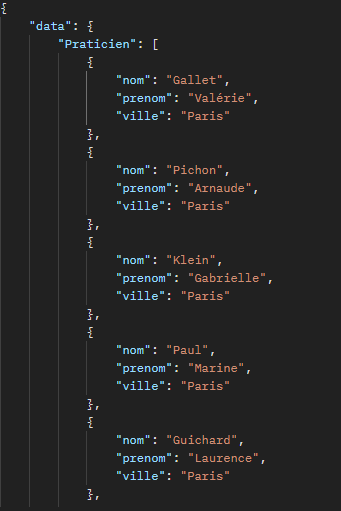 {
"data": {
"Praticien": [
{
"nom": "Gallet",
"prenom": "Valérie",
"ville": "Paris"
},
{
"nom": "Pichon",
"prenom": "Arnaude",
"ville": "Paris"
},
{
"nom": "Klein",
"prenom": "Gabrielle",
"ville": "Paris"
},
{
"nom": "Paul",
"prenom": "Marine",
"ville": "Paris"
},
{
"nom": "Guichard",
"prenom": "Laurence",
"ville": "Paris"
},